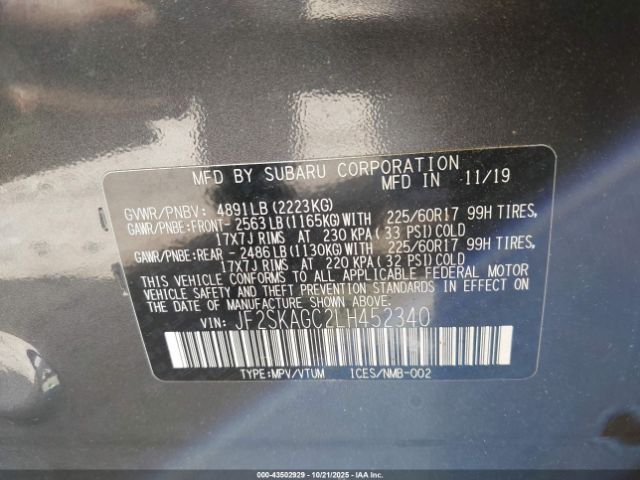 MFD BY SUBARU CORPORATION
MFD IN 11/19
GVWR/PNBV: 4891LB (2223KG)
GAWR/PNBE:FRONT-2563LB (1165KG)WITH 225/60R17 99H TIRES,
17X7J RIMS AT 230 KPA (33 PSI)COLD
GAWR/PNBE:REAR - 2486LB (1130KG)WITH 225/60R17 99H TIRES,
17X7J RIMS AT 220 KPA(32 PSI)COLD
THIS VEHICLE CONFORMS TO ALL APPLICABLE FEDERAL MOTOR
VEHICLE SAFETY AND THEFT PREVENTION STANDARDS IN EFFECT ON
THE DATE OF MANUFACTURE SHOWN ABOVE.
VIN: JF2SKAGC2LH452340
TYPE:MPV/VTUM 1CES/NMB-002
000-43502929 - 10/21/2025 - IAAI.COM